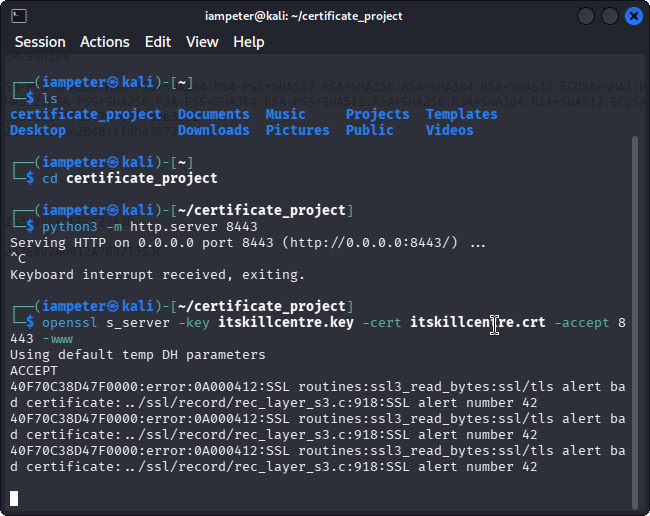 iampeter@kali: ~/certificate_project
Session Actions Edit View Help
┌──(iampeter㉿kali)-[~]
└─$ ls
certificate_project Documents Music Projects Templates
Desktop Downloads Pictures Public Videos
┌──(iampeter㉿kali)-[~]
└─$ cd certificate_project
┌──(iampeter㉿kali)-[~/certificate_project]
└─$ python3 -m http.server 8443
Serving HTTP on 0.0.0.0 port 8443 (http://0.0.0.0:8443/) ...
^C
Keyboard interrupt received, exiting.
┌──(iampeter㉿kali)-[~/certificate_project]
└─$ openssl s_server -key itskillcentre.key -cert itskillcentre.crt -accept 8
443 -www
Using default temp DH parameters
ACCEPT
40F70C38D47F0000:error:0A000412:SSL routines:ssl3_read_bytes:ssl/tls alert ba
d certificate:../ssl/record/rec_layer_s3.c:918:SSL alert number 42
40F70C38D47F0000:error:0A000412:SSL routines:ssl3_read_bytes:ssl/tls alert ba
d certificate:../ssl/record/rec_layer_s3.c:918:SSL alert number 42
40F70C38D47F0000:error:0A000412:SSL routines:ssl3_read_bytes:ssl/tls alert ba
d certificate:../ssl/record/rec_layer_s3.c:918:SSL alert number 42